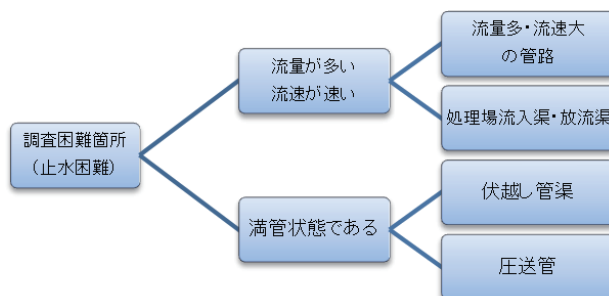 調査困難箇所
（止水困難）
流量が多い
流速が速い
流量多・流速大
の管路
処理場流入渠・放流渠
満管状態である
伏越し管渠
圧送管